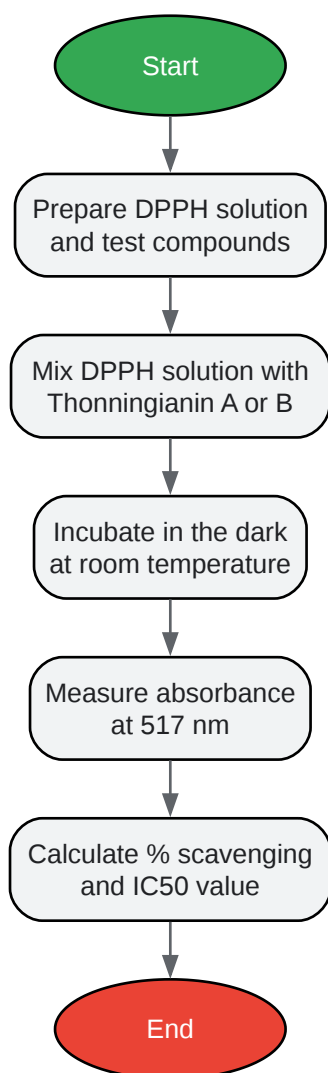 Start
Prepare DPPH solution
and test compounds
Mix DPPH solution with
Thonningianin A or B
Incubate in the dark
at room temperature
Measure absorbance
at 517 nm
Calculate % scavenging
and IC50 value
End